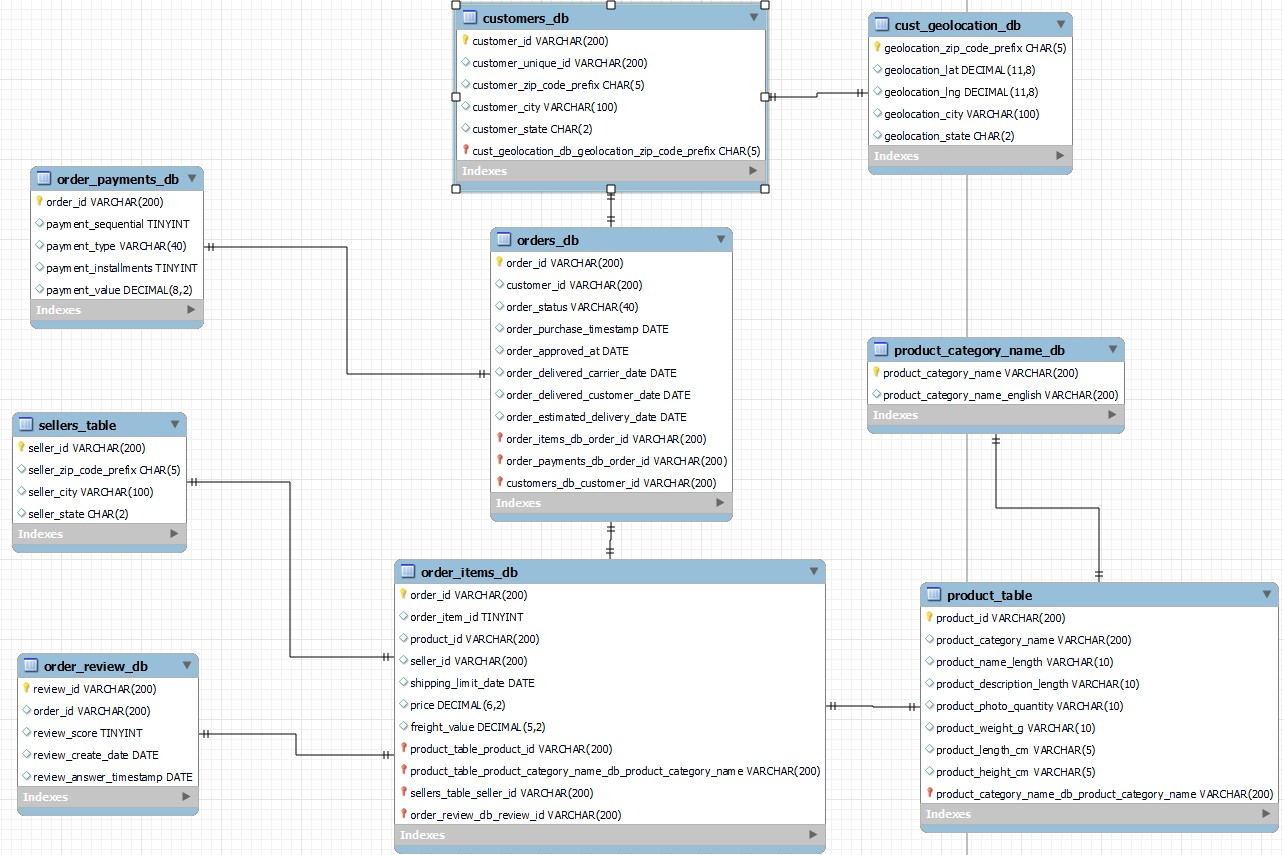 customers_db
customer_id VARCHAR(200)
customer_unique_id VARCHAR(200)
customer_zip_code_prefix CHAR(5)
customer_city VARCHAR(100)
customer_state CHAR(2)
cust_geolocation_db_geolocation_zip_code_prefix CHAR(5)
Indexes
cust_geolocation_db
geolocation_zip_code_prefix CHAR(5)
geolocation_lat DECIMAL(11,8)
geolocation_lng DECIMAL(11,8)
geolocation_city VARCHAR(100)
geolocation_state CHAR(2)
Indexes
order_payments_db
order_id VARCHAR(200)
payment_sequential TINYINT
payment_type VARCHAR(40)
payment_installments TINYINT
payment_value DECIMAL(8,2)
Indexes
orders_db
order_id VARCHAR(200)
customer_id VARCHAR(200)
order_status VARCHAR(40)
order_purchase_timestamp DATE
order_approved_at DATE
order_delivered_carrier_date DATE
order_delivered_customer_date DATE
order_estimated_delivery_date DATE
order_items_db_order_id VARCHAR(200)
order_payments_db_order_id VARCHAR(200)
customers_db_customer_id VARCHAR(200)
Indexes
product_category_name_db
product_category_name VARCHAR(200)
product_category_name_english VARCHAR(200)
Indexes
sellers_table
seller_id VARCHAR(200)
seller_zip_code_prefix CHAR(5)
seller_city VARCHAR(100)
seller_state CHAR(2)
Indexes
order_items_db
order_id VARCHAR(200)
order_item_id TINYINT
product_id VARCHAR(200)
seller_id VARCHAR(200)
shipping_limit_date DATE
price DECIMAL(6,2)
freight_value DECIMAL(5,2)
product_table_product_id VARCHAR(200)
product_table_product_category_name_db_product_category_name VARCHAR(200)
sellers_table_seller_id VARCHAR(200)
order_review_db_review_id VARCHAR(200)
Indexes
product_table
product_id VARCHAR(200)
product_category_name VARCHAR(200)
product_name_length VARCHAR(10)
product_description_length VARCHAR(10)
product_photo_quantity VARCHAR(10)
product_weight_g VARCHAR(10)
product_length_cm VARCHAR(5)
product_height_cm VARCHAR(5)
product_category_name_db_product_category_name VARCHAR(200)
Indexes
order_review_db
review_id VARCHAR(200)
order_id VARCHAR(200)
review_score TINYINT
review_create_date DATE
review_answer_timestamp DATE
Indexes